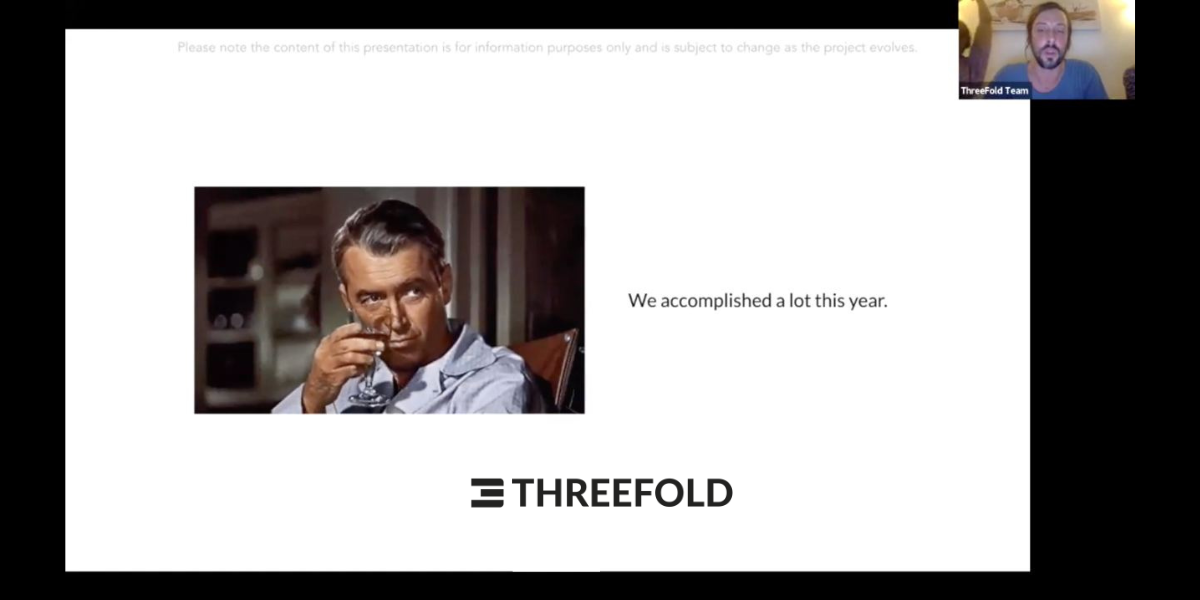 Please note the content of this presentation is for information purposes only and is subject to change as the project evolves.
ThreeFold Team
We accomplished a lot this year.
THREEFOLD